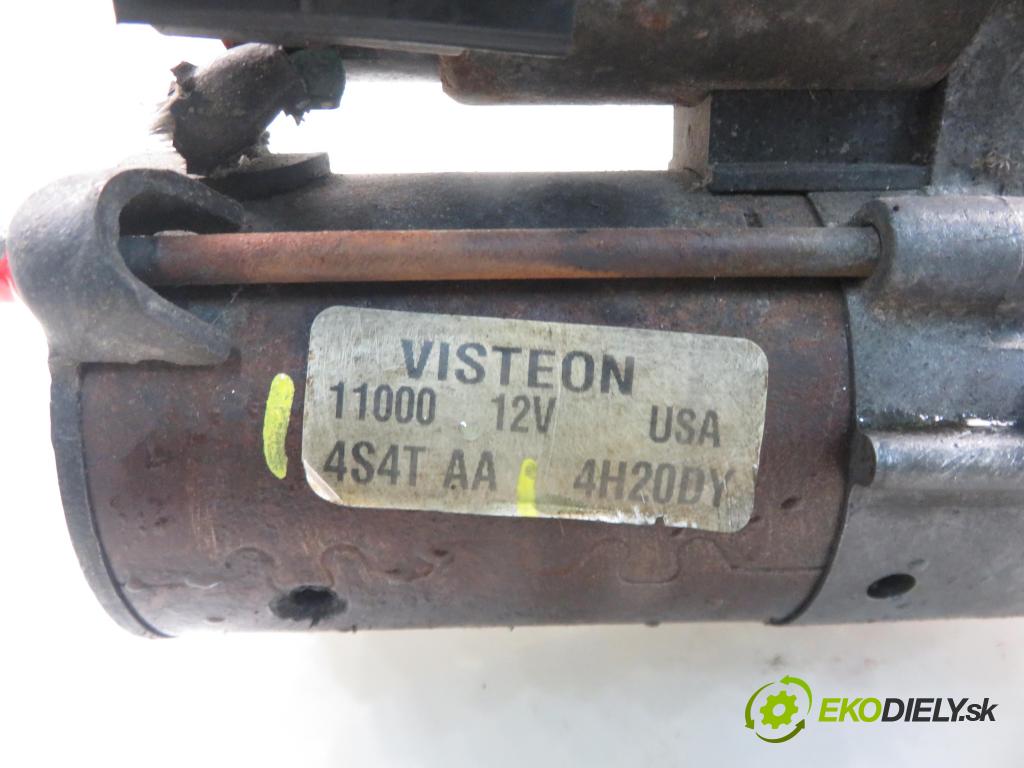 VISTEON
11000 12V USA
4S4T AA 4H20DY
EKODIELY.sk